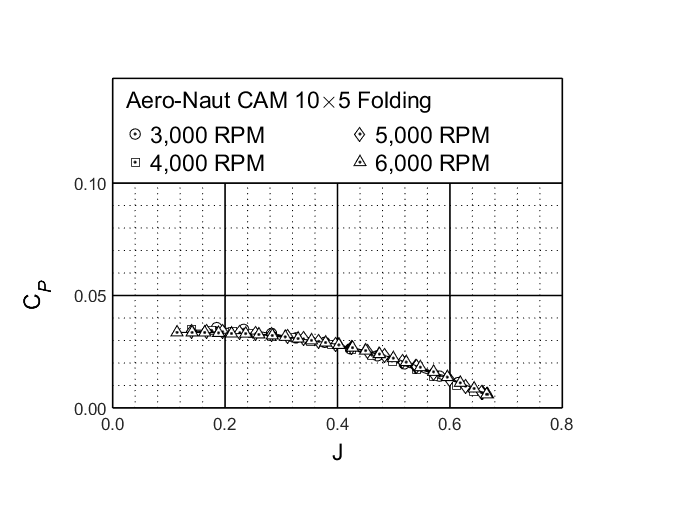 Aero-Naut CAM 10×5 Folding
3,000 RPM 5,000 RPM
4,000 RPM 6,000 RPM
0.10
0.05
0.00
C_P
0.0 0.2 0.4 0.6 0.8
J